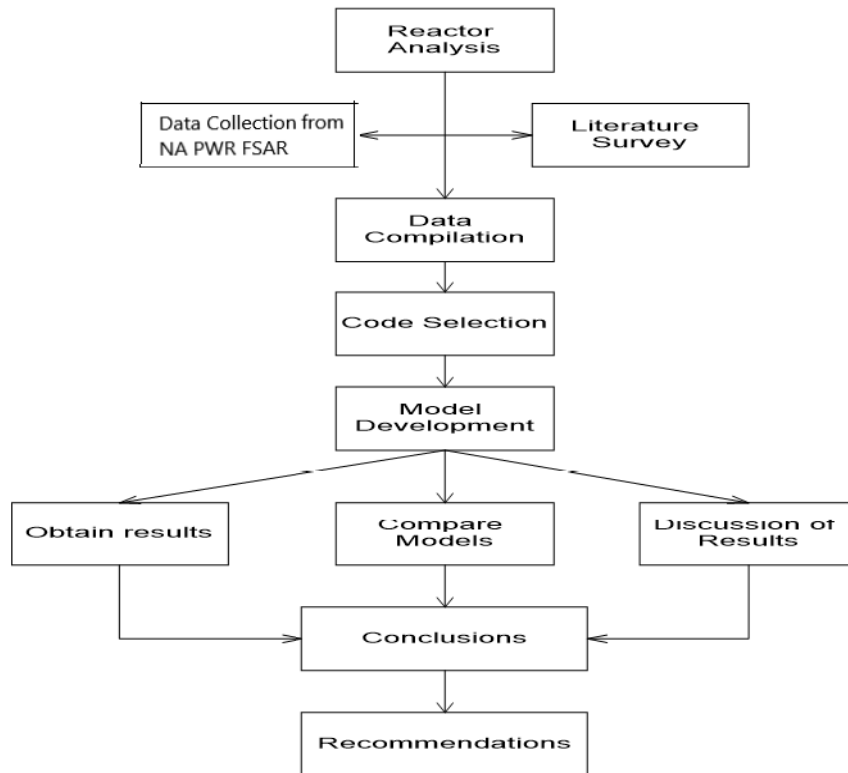 Reactor
Analysis
Data Collection from
NA PWR FSAR
Literature
Survey
Data
Compilation
Code Selection
Model
Development
Obtain results
Compare
Models
Discussion of
Results
Conclusions
Recommendations